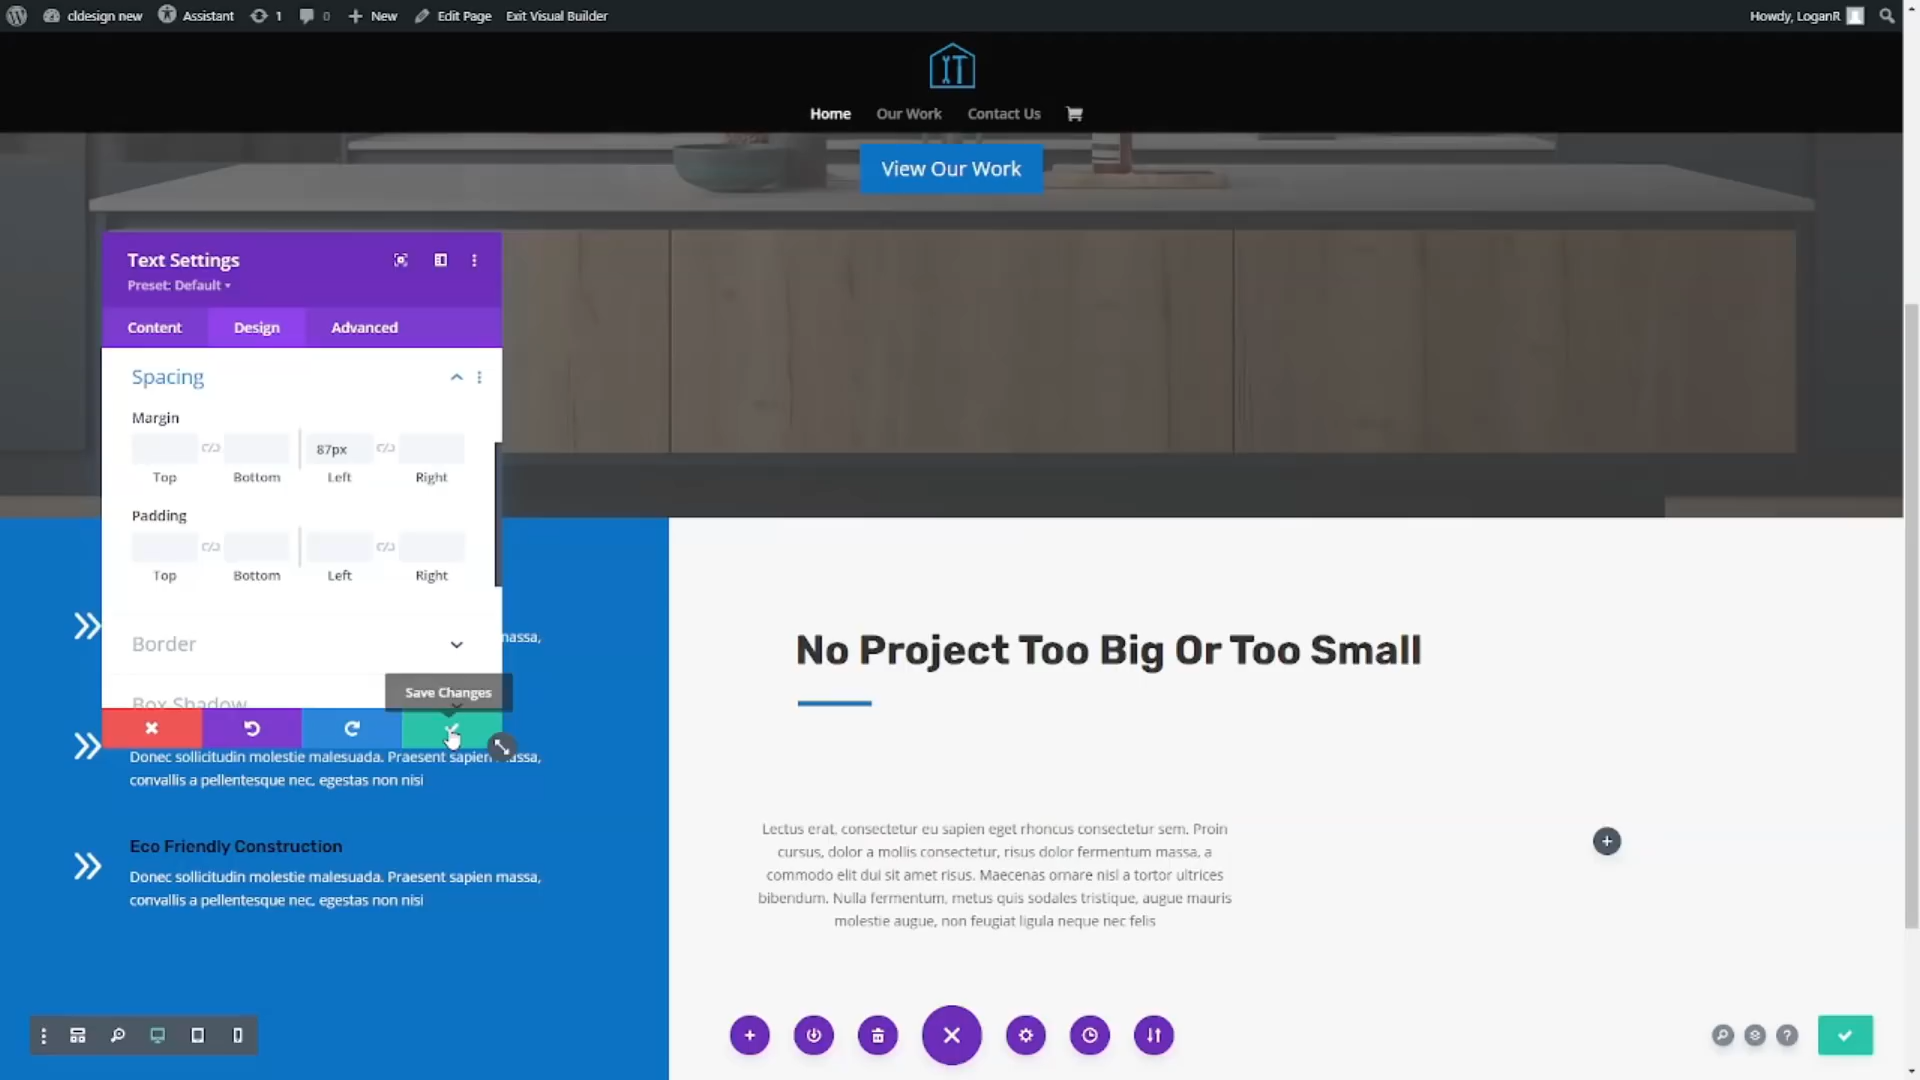 cldesign new
Assistant
1
0
New
Edit Page
Exit Visual Builder
Howdy, LoganR
IT
Home
Our Work
Contact Us
View Our Work
Text Settings
Preset: Default
Content
Design
Advanced
Spacing
Margin
87px
Top
Bottom
Left
Right
Padding
Top
Bottom
Left
Right
Border
Box Shadow
Save Changes
massa,
Donec sollicitudin molestie malesuada. Praesent sapien massa,
convallis a pellentesque nec, egestas non nisi
Eco Friendly Construction
Donec sollicitudin molestie malesuada. Praesent sapien massa,
convallis a pellentesque nec, egestas non nisi
No Project Too Big Or Too Small
Lectus erat, consectetur eu sapien eget rhoncus consectetur sem. Proin
cursus, dolor a mollis consectetur, risus dolor fermentum massa, a
commodo elit dui sit amet risus. Maecenas ornare nisl a tortor ultrices
bibendum. Nulla fermentum, metus quis sodales tristique, augue mauris
molestie augue, non feugiat ligula neque nec felis